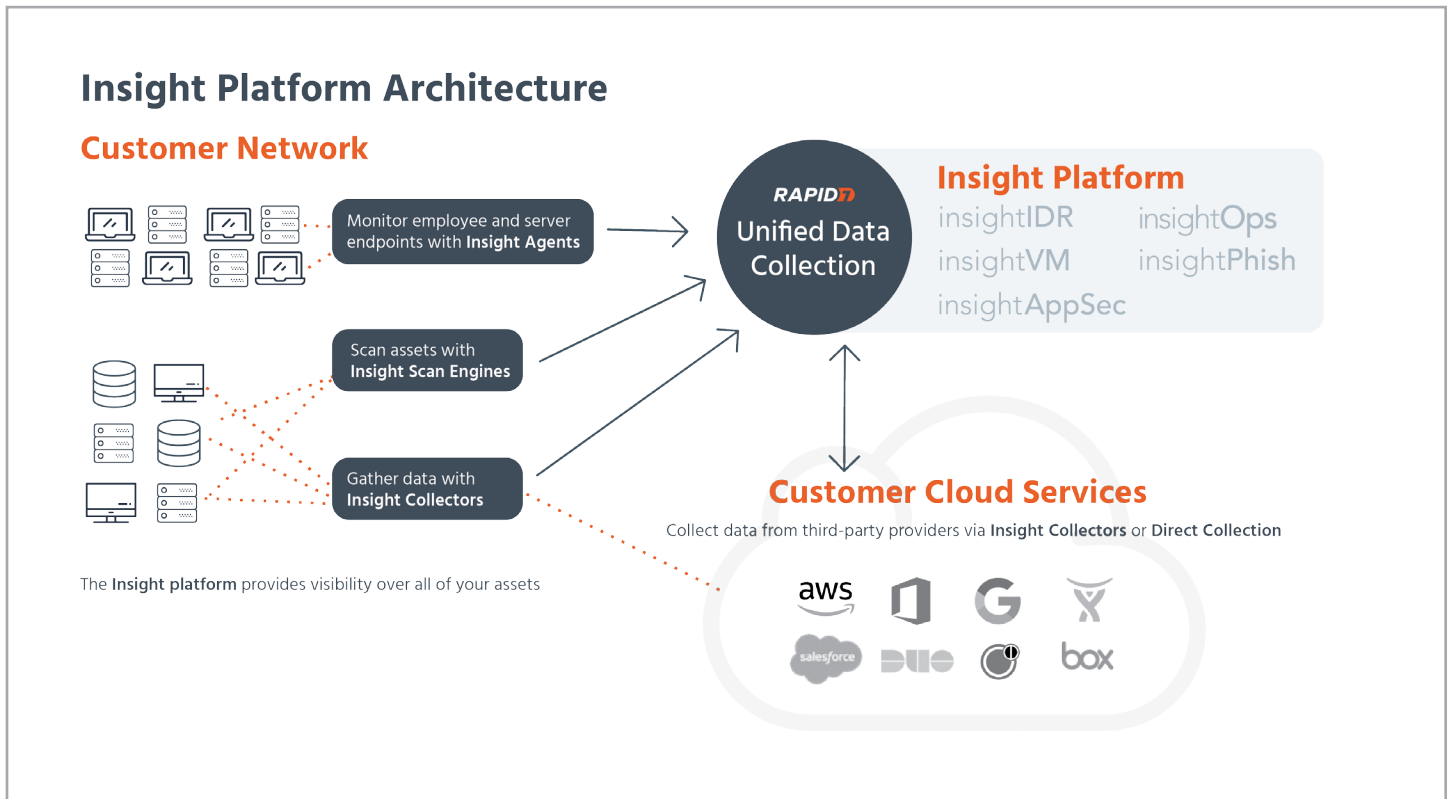 Insight Platform Architecture
Customer Network
Monitor employee and server
endpoints with Insight Agents
Scan assets with
Insight Scan Engines
Gather data with
Insight Collectors
The Insight platform provides visibility over all of your assets
RAPID7
Unified Data
Collection
Insight Platform
insightIDR
insightOps
insightVM
insightPhish
insightAppSec
Customer Cloud Services
Collect data from third-party providers via Insight Collectors or Direct Collection
aws
G
salesforce
DUO
box